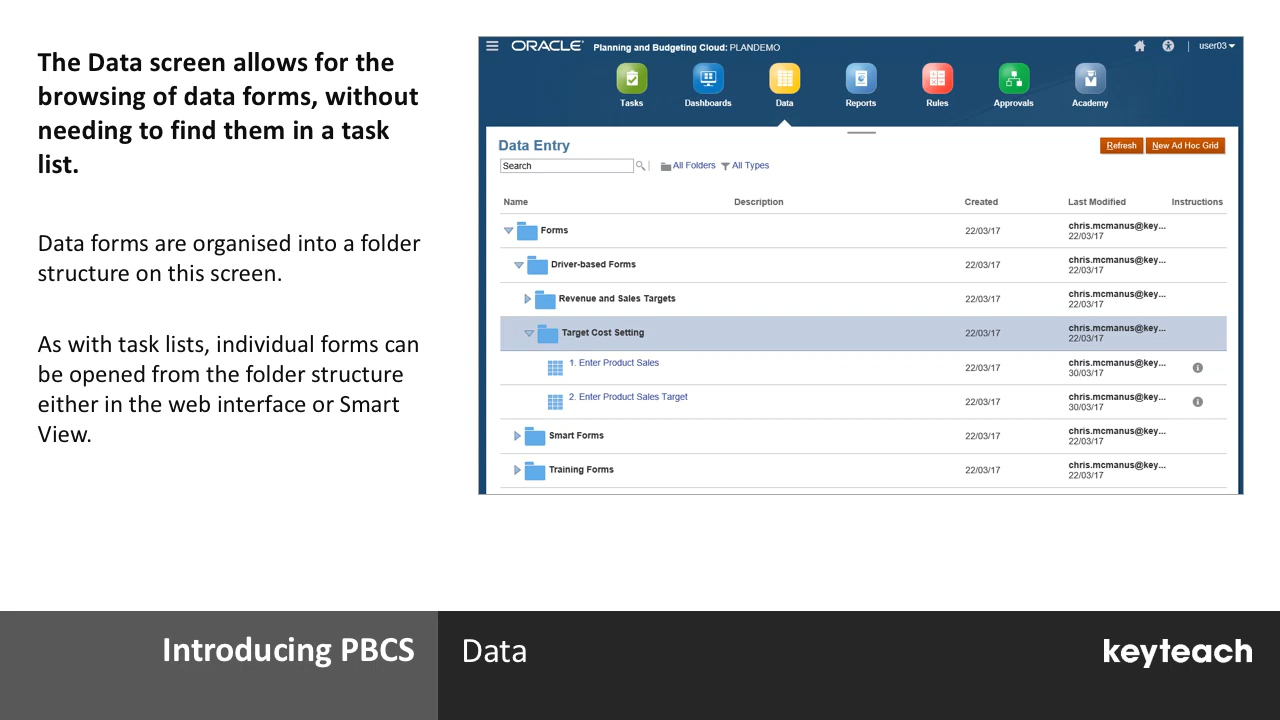 The Data screen allows for the
browsing of data forms, without
needing to find them in a task
list.
Data forms are organised into a folder
structure on this screen.
As with task lists, individual forms can
be opened from the folder structure
either in the web interface or Smart
View.
ORACLE® Planning and Budgeting Cloud: PLANDEMO user03
Tasks Dashboards Data Reports Rules Approvals Academy
Data Entry Refresh New Ad Hoc Grid
Search All Folders All Types
Name Description Created Last Modified Instructions
Forms 22/03/17 chris.mcmanus@key...
22/03/17
Driver-based Forms 22/03/17 chris.mcmanus@key...
22/03/17
Revenue and Sales Targets 22/03/17 chris.mcmanus@key...
22/03/17
Target Cost Setting 22/03/17 chris.mcmanus@key...
22/03/17
1. Enter Product Sales 22/03/17 chris.mcmanus@key...
30/03/17
2. Enter Product Sales Target 22/03/17 chris.mcmanus@key...
30/03/17
Smart Forms 22/03/17 chris.mcmanus@key...
22/03/17
Training Forms 22/03/17 chris.mcmanus@key...
22/03/17
Introducing PBCS Data keyteach